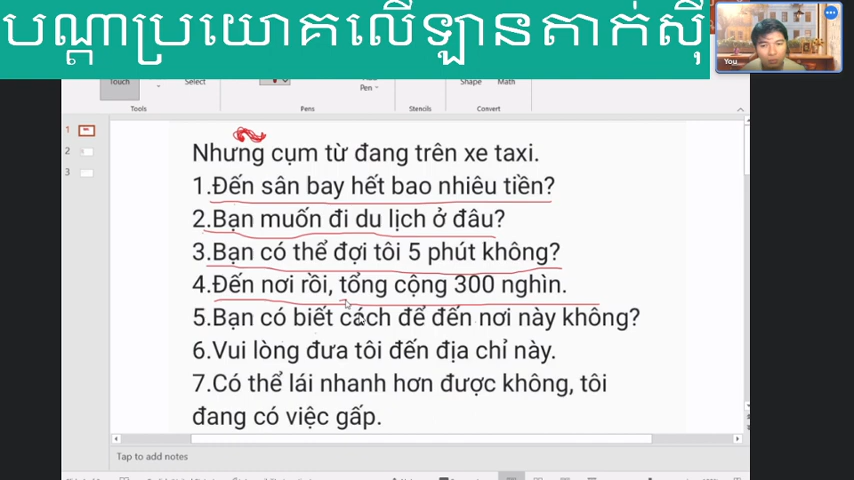 បណ្តាប្រយោគលើឡានតាក់ស៊ី
You
Touch
Select
Pen
Shape
Math
Tools
Pens
Stencils
Convert
1
2
3
Nhưng cụm từ đang trên xe taxi.
1.Đến sân bay hết bao nhiêu tiền?
2.Bạn muốn đi du lịch ở đâu?
3.Bạn có thể đợi tôi 5 phút không?
4.Đến nơi rồi, tổng cộng 300 nghìn.
5.Bạn có biết cách để đến nơi này không?
6.Vui lòng đưa tôi đến địa chỉ này.
7.Có thể lái nhanh hơn được không, tôi
đang có việc gấp.
Tap to add notes